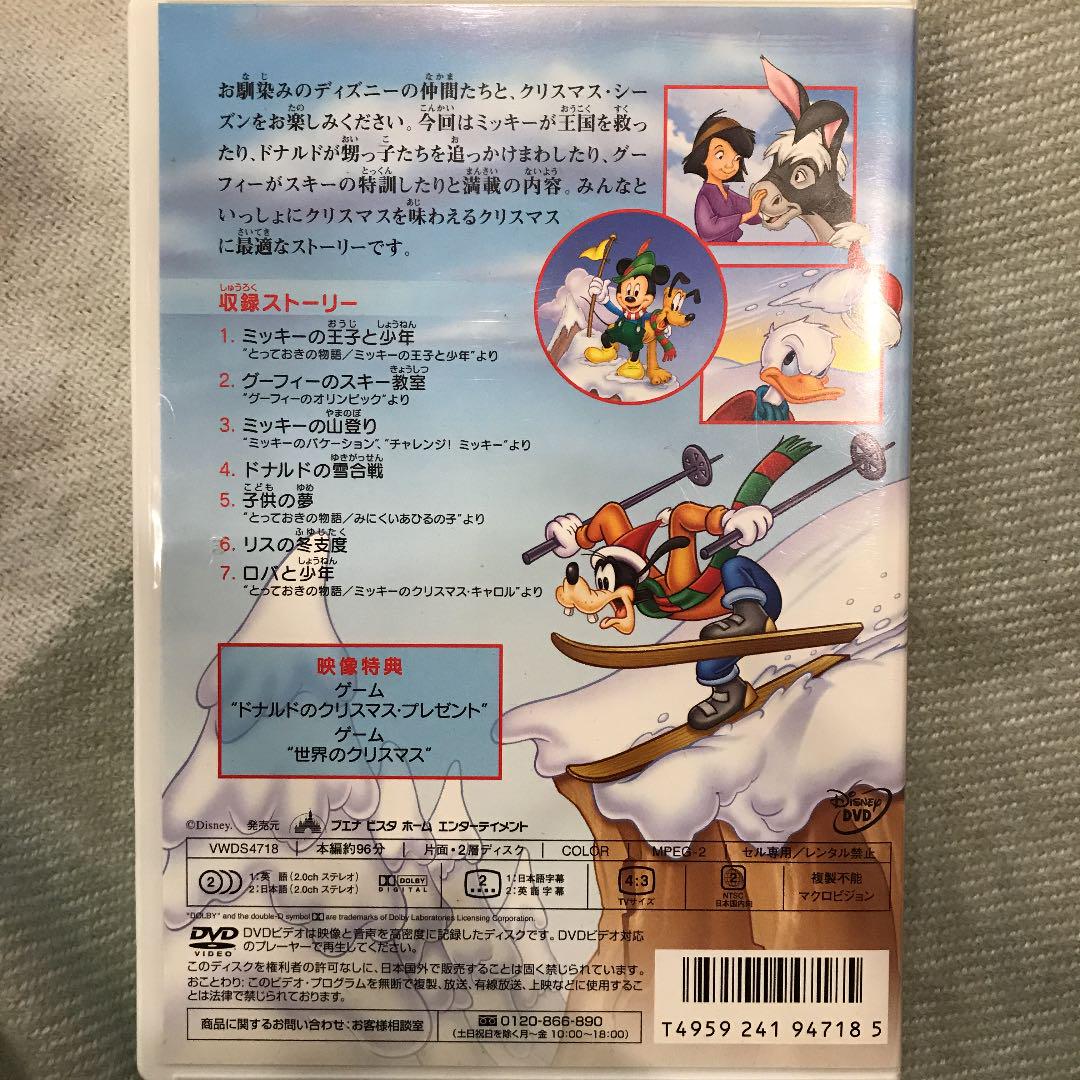 お馴染みのディズニーの仲間たちと、クリスマス・シー
ズンをお楽しみください。今回はミッキーが王国を救っ
たり、ドナルドが甥っ子たちを追っかけまわしたり、グー
フィーがスキーの特訓したりと満載の内容。みんなと
いっしょにクリスマスを味わえるクリスマス
に最適なストーリーです。
収録ストーリー
1. ミッキーの王子と少年
"とっておきの物語/ミッキーの王子と少年"より
2. グーフィーのスキー教室
"グーフィーのオリンピック"より
3. ミッキーの山登り
"ミッキーのバケーション"、"チャレンジ! ミッキー"より
4. ドナルドの雪合戦
5. 子供の夢
"とっておきの物語/みにくいあひるの子"より
6. リスの冬支度
7. ロバと少年
"とっておきの物語/ミッキーのクリスマス・キャロル"より
映像特典
ゲーム
"ドナルドのクリスマス・プレゼント"
ゲーム
"世界のクリスマス"
DISNEY DVD
©Disney. 発売元 ブエナ ビスタ ホーム エンターテイメント
VWDS4718 本編約96分 片面・2層ディスク COLOR MPEG-2 セル専用/レンタル禁止
2 1:英 語(2.0ch ステレオ) 2:日本語(2.0ch ステレオ) DOLBY DIGITAL 2 1:日本語字幕 2:英語字幕 4:3 TVサイズ 2 NTSC 日本国内向 複製不能 マクロビジョン
"DOLBY" and the double-D symbol are trademarks of Dolby Laboratories Licensing Corporation.
DVD VIDEO DVDビデオは映像と音声を高密度に記録したディスクです。DVDビデオ対応
のプレーヤーで再生してください。
このディスクを権利者の許可なしに、日本国外で販売することは固く禁じられています。
おことわり:このビデオ・プログラムを無断で複製、放送、有線放送、上映などに使用するこ
とは法律で禁じられております。
商品に関するお問い合わせ:お客様相談室 0120-866-890
(土日祝日を除く月〜金 10:00〜18:00)
T4959 241 94718 5